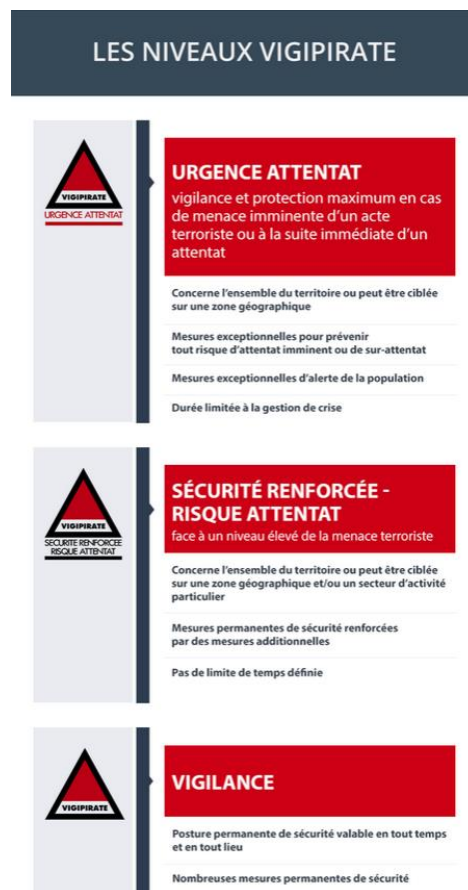 LES NIVEAUX VIGIPIRATE
VIGIPIRATE
URGENCE ATTENTAT
URGENCE ATTENTAT
vigilance et protection maximum en cas
de menace imminente d'un acte
terroriste ou à la suite immédiate d'un
attentat
Concerne l'ensemble du territoire ou peut être ciblée
sur une zone géographique
Mesures exceptionnelles pour prévenir
tout risque d'attentat imminent ou de sur-attentat
Mesures exceptionnelles d'alerte de la population
Durée limitée à la gestion de crise
VIGIPIRATE
SECURITE RENFORCEE
RISQUE ATTENTAT
SÉCURITÉ RENFORCÉE -
RISQUE ATTENTAT
face à un niveau élevé de la menace terroriste
Concerne l'ensemble du territoire ou peut être ciblée
sur une zone géographique et/ou un secteur d'activité
particulier
Mesures permanentes de sécurité renforcées
par des mesures additionnelles
Pas de limite de temps définie
VIGIPIRATE
VIGILANCE
Posture permanente de sécurité valable en tout temps
et en tout lieu
Nombreuses mesures permanentes de sécurité